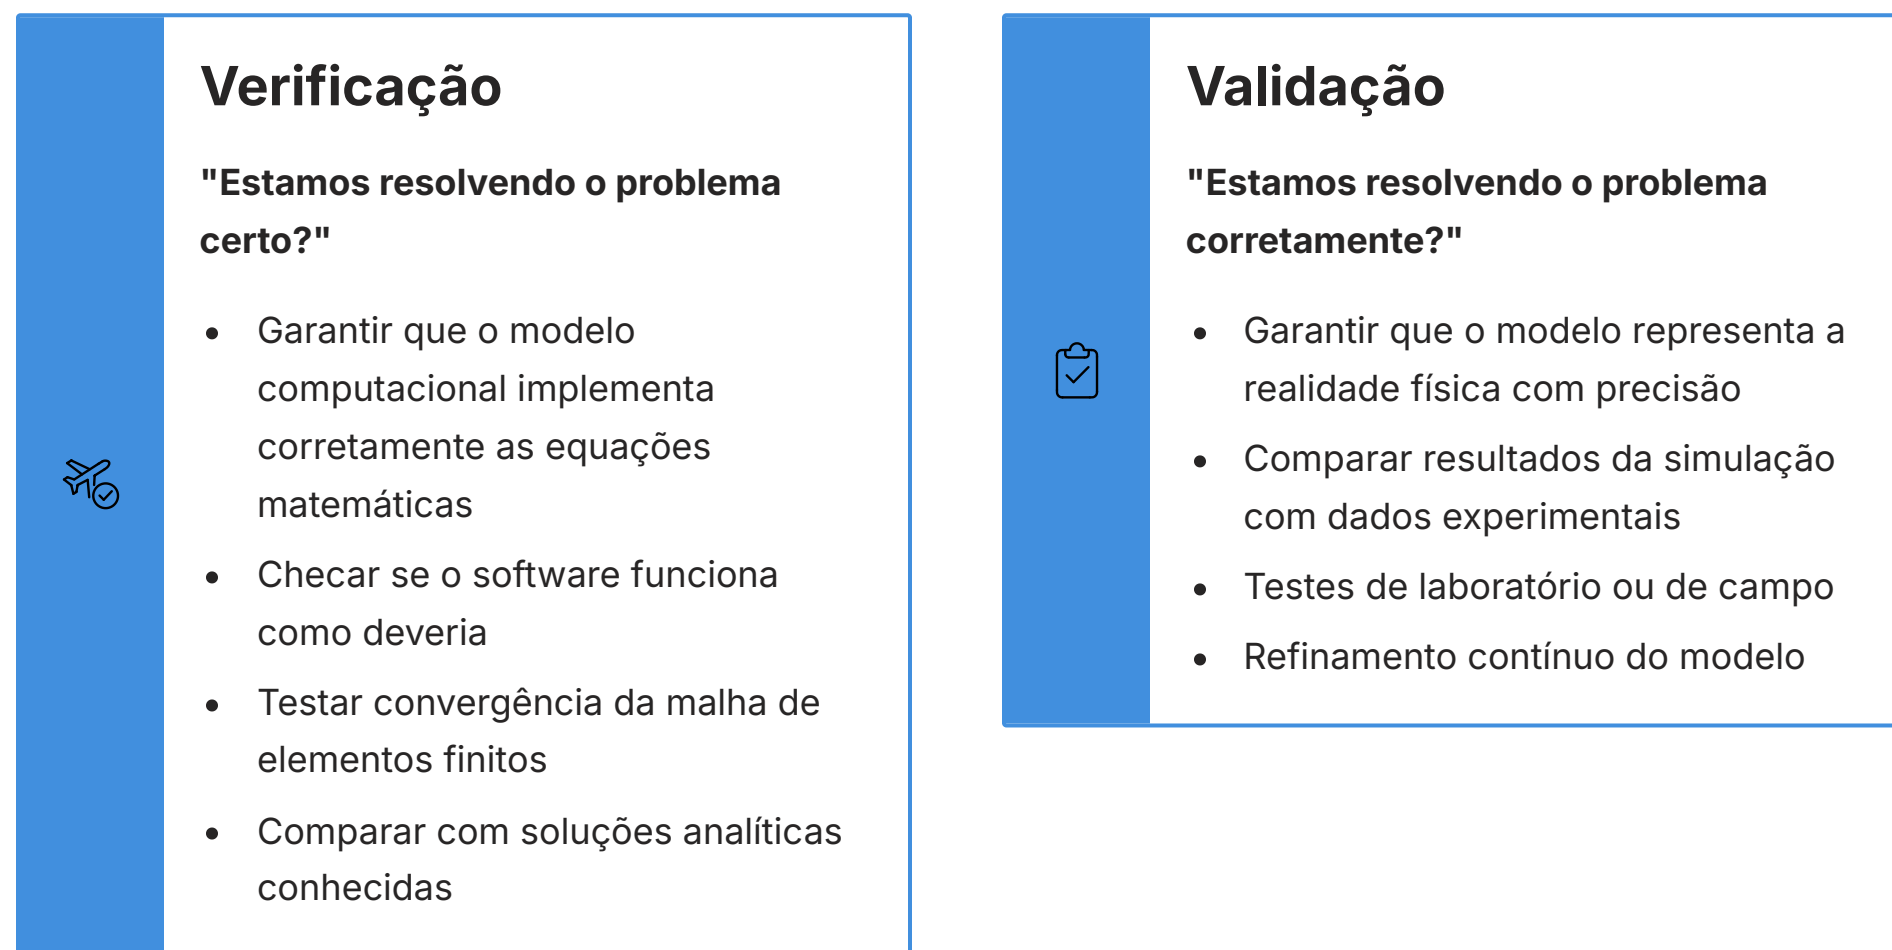 Verificação
"Estamos resolvendo o problema
certo?"
• Garantir que o modelo
computacional implementa
corretamente as equações
matemáticas
• Checar se o software funciona
como deveria
• Testar convergência da malha de
elementos finitos
• Comparar com soluções analíticas
conhecidas
Validação
"Estamos resolvendo o problema
corretamente?"
• Garantir que o modelo representa a
realidade física com precisão
• Comparar resultados da simulação
com dados experimentais
• Testes de laboratório ou de campo
• Refinamento contínuo do modelo